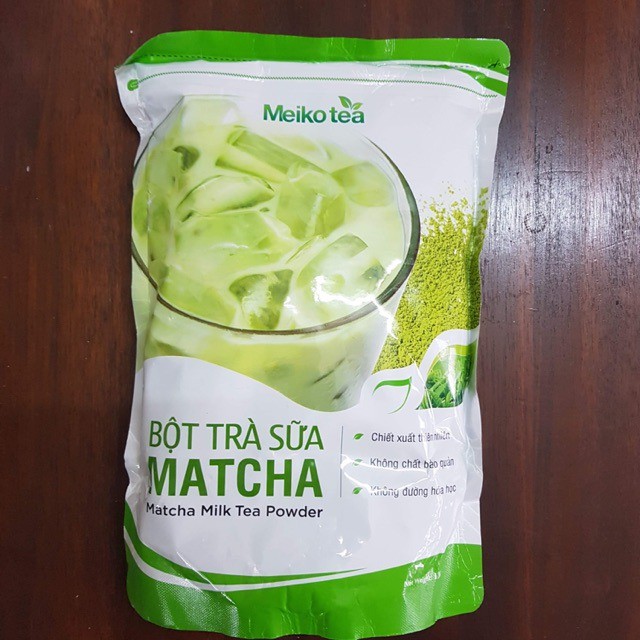 Meiko tea
BỘT TRÀ SỮA
MATCHA
Matcha Milk Tea Powder
Chiết xuất thiên nhiên
Không chất bảo quản
Không đường hóa học